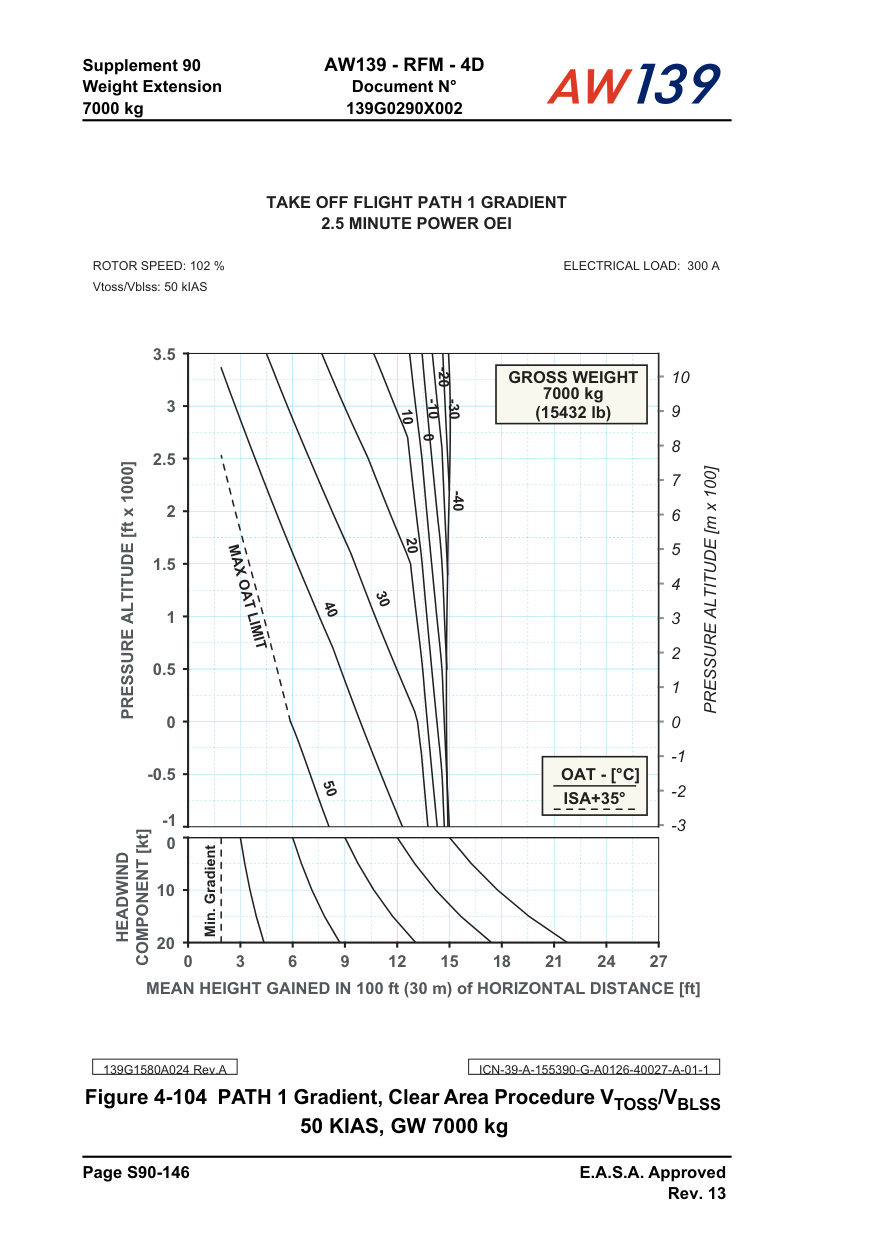 Supplement 90
Weight Extension
7000 kg
AW139 - RFM - 4D
Document N°
139G0290X002
AW139
TAKE OFF FLIGHT PATH 1 GRADIENT
2.5 MINUTE POWER OEI
ROTOR SPEED: 102 %
ELECTRICAL LOAD: 300 A
Vtoss/Vblss: 50 kIAS
GROSS WEIGHT
7000 kg
(15432 lb)
PRESSURE ALTITUDE [ft x 1000]
3.5
3
2.5
2
1.5
1
0.5
0
-0.5
-1
PRESSURE ALTITUDE [m x 100]
10
9
8
7
6
5
4
3
2
1
0
-1
-2
-3
-20
-30
-10
10
0
-40
20
30
40
50
MAX OAT LIMIT
OAT - [°C]
ISA+35°
HEADWIND
COMPONENT [kt]
0
10
20
Min. Gradient
0 3 6 9 12 15 18 21 24 27
MEAN HEIGHT GAINED IN 100 ft (30 m) of HORIZONTAL DISTANCE [ft]
139G1580A024 Rev.A
ICN-39-A-155390-G-A0126-40027-A-01-1
Figure 4-104 PATH 1 Gradient, Clear Area Procedure VTOSS/VBLSS
50 KIAS, GW 7000 kg
Page S90-146
E.A.S.A. Approved
Rev. 13